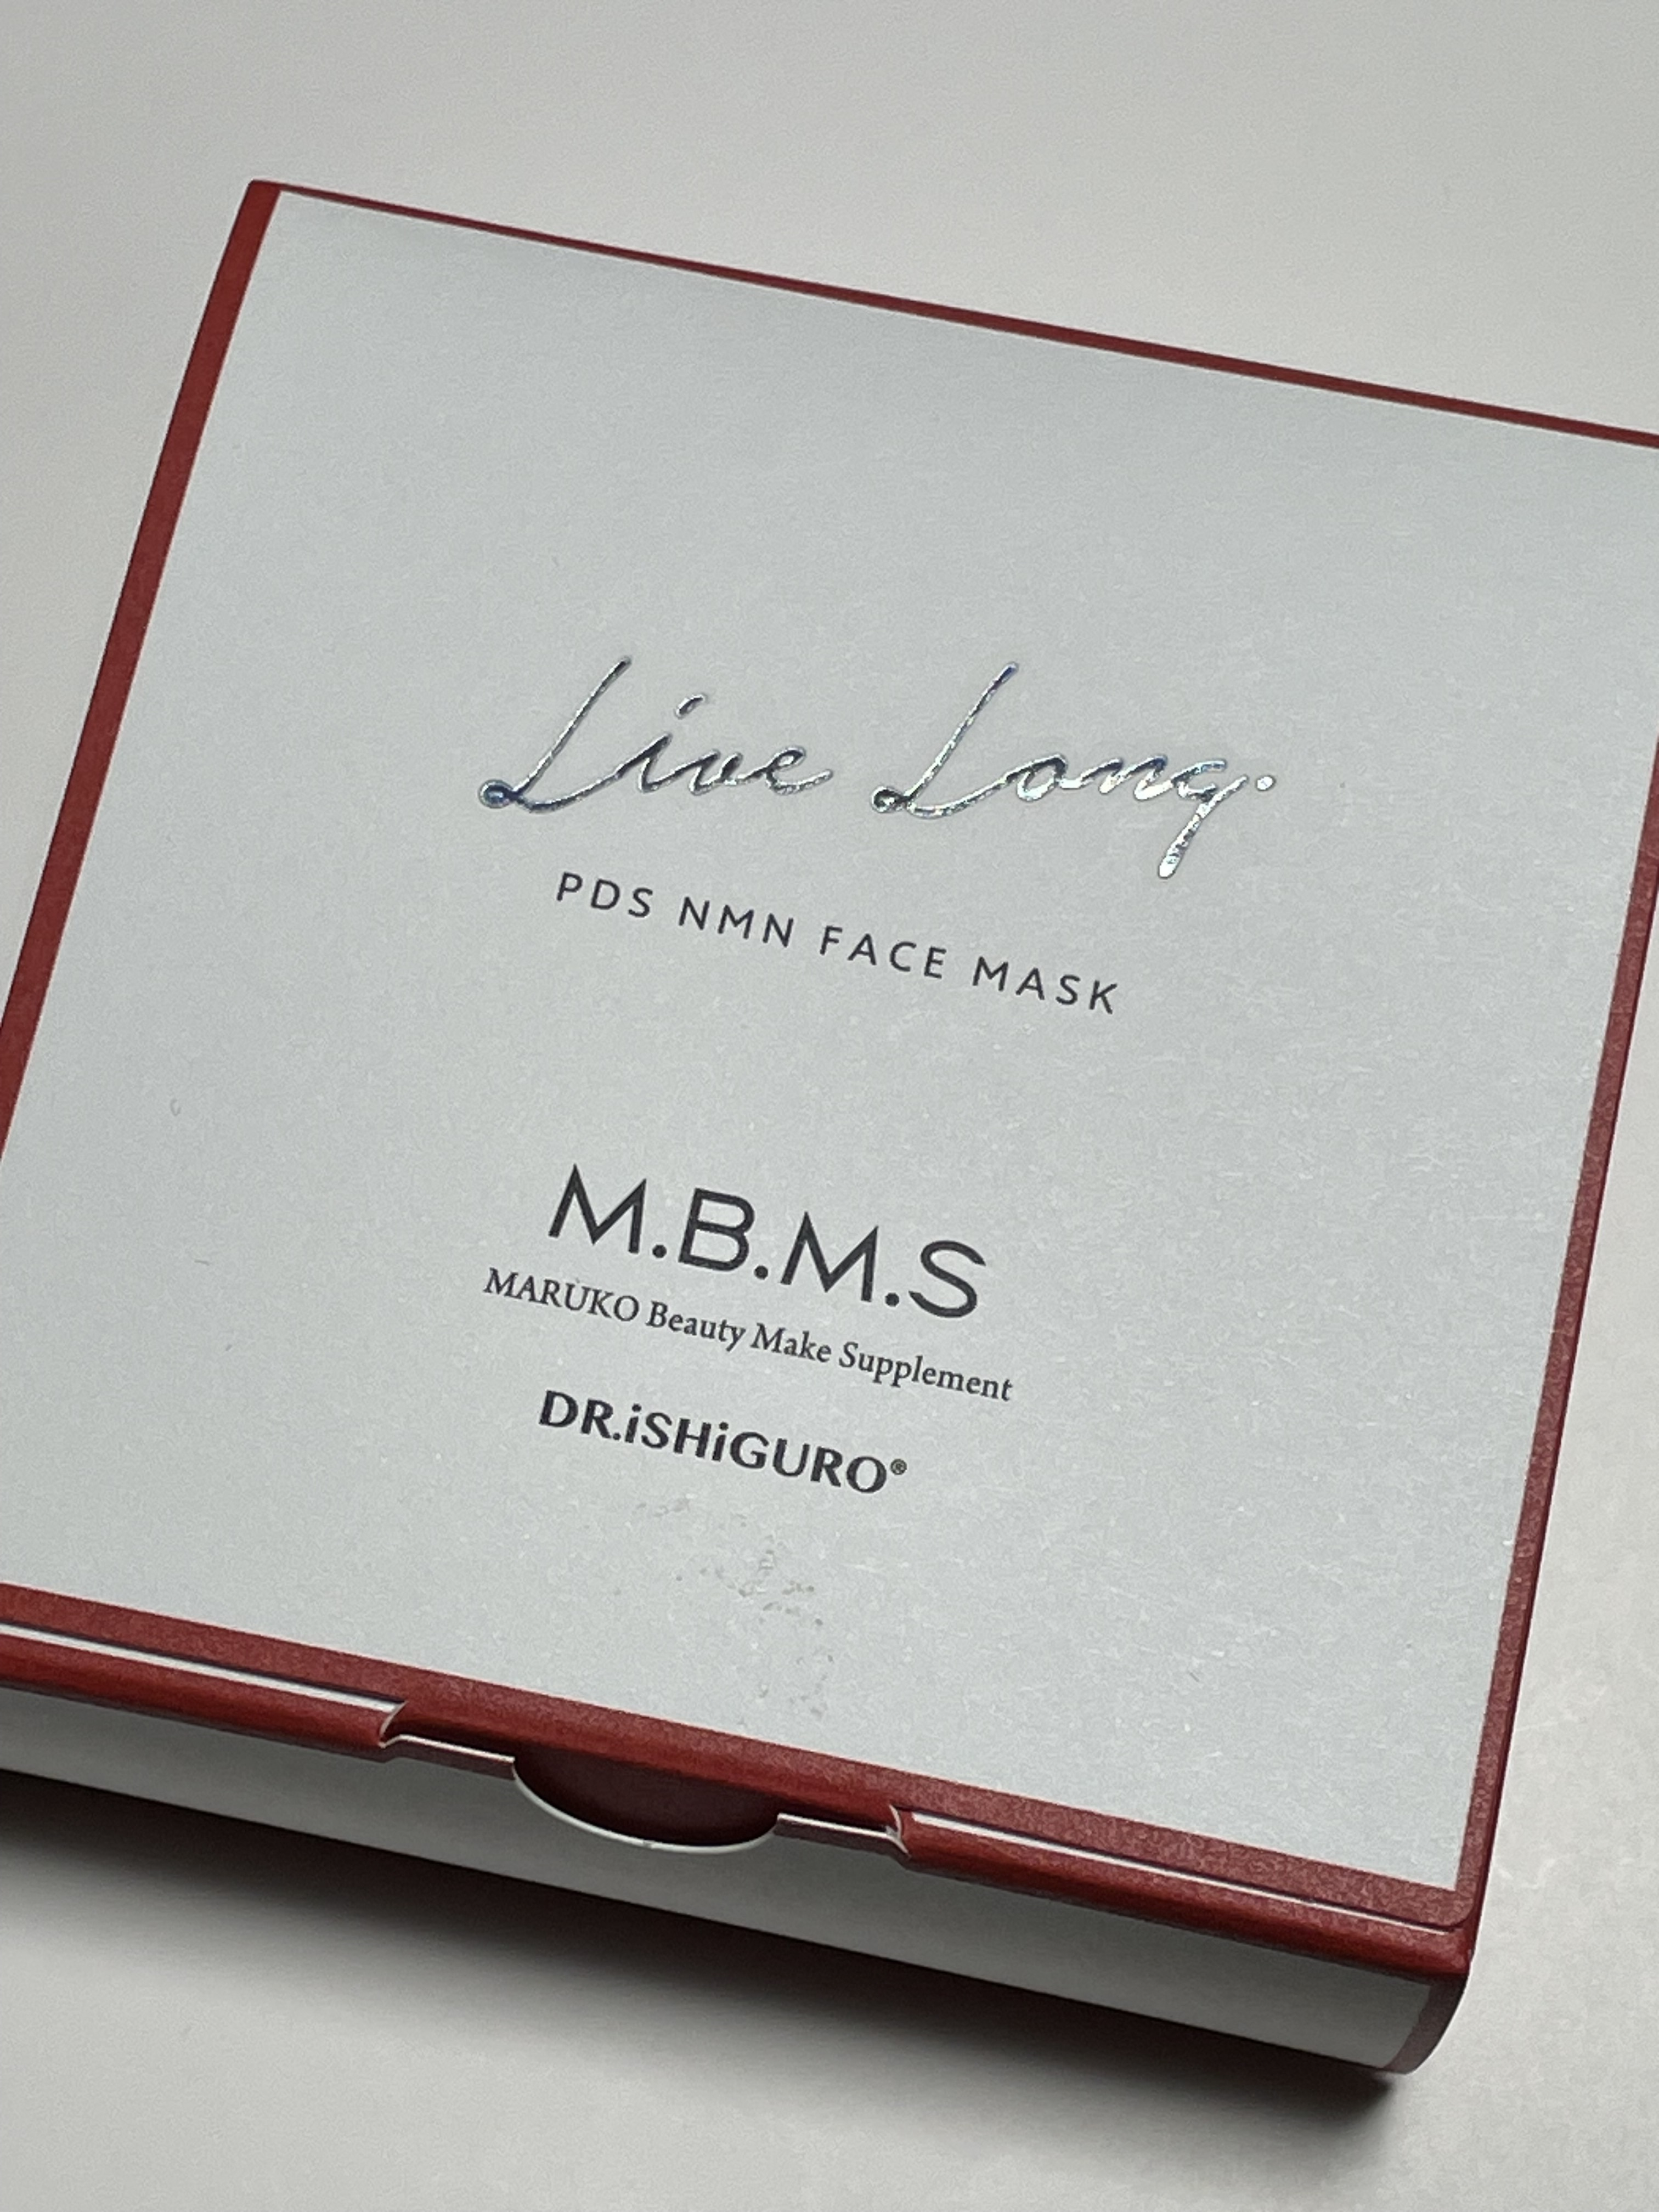 Live Long.
PDS NMN FACE MASK
M.B.M.S
MARUKO Beauty Make Supplement
DR.iSHiGURO®